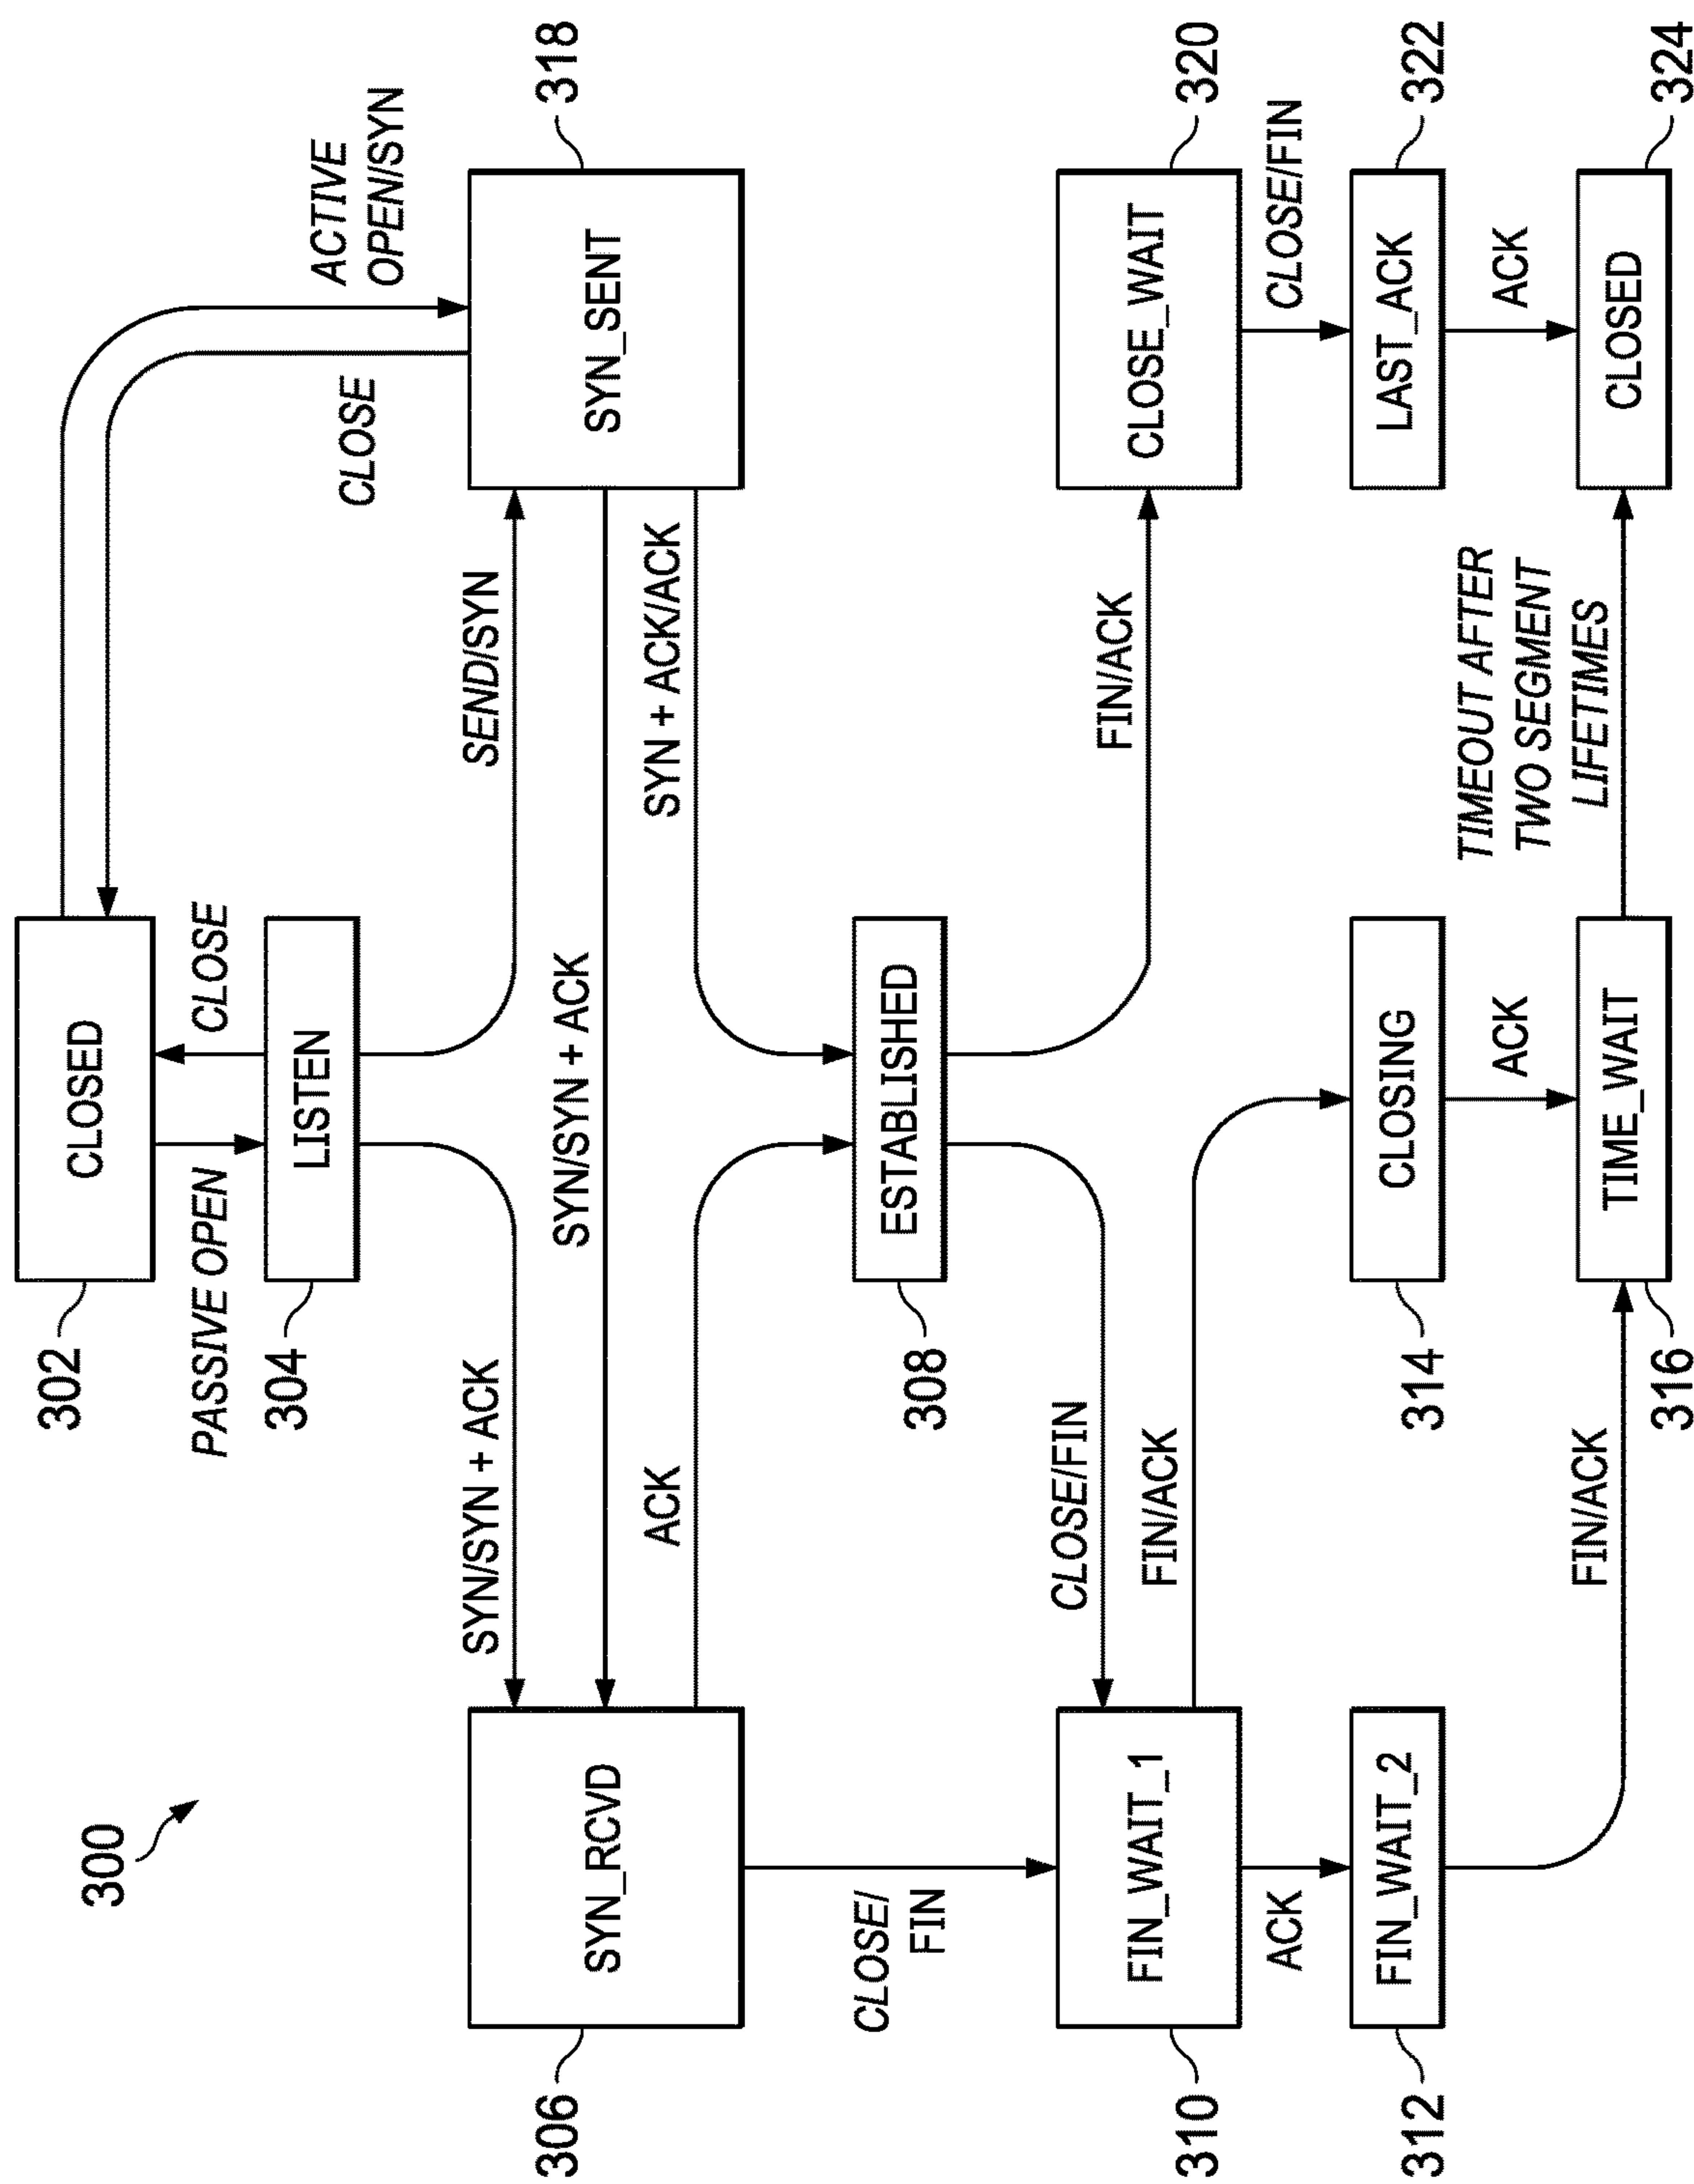 300
302
CLOSED
ACTIVE
OPEN/SYN
PASSIVE OPEN
CLOSE
CLOSE
304
LISTEN
SYN/SYN + ACK
SEND/SYN
306
SYN_RCVD
SYN/SYN + ACK
SYN_SENT
318
ACK
SYN + ACK/ACK
CLOSE/
FIN
308
ESTABLISHED
CLOSE/FIN
FIN/ACK
310
FIN_WAIT_1
FIN/ACK
CLOSE_WAIT
320
ACK
CLOSE/FIN
312
FIN_WAIT_2
314
CLOSING
LAST_ACK
322
FIN/ACK
ACK
TIMEOUT AFTER
TWO SEGMENT
LIFETIMES
ACK
316
TIME_WAIT
CLOSED
324